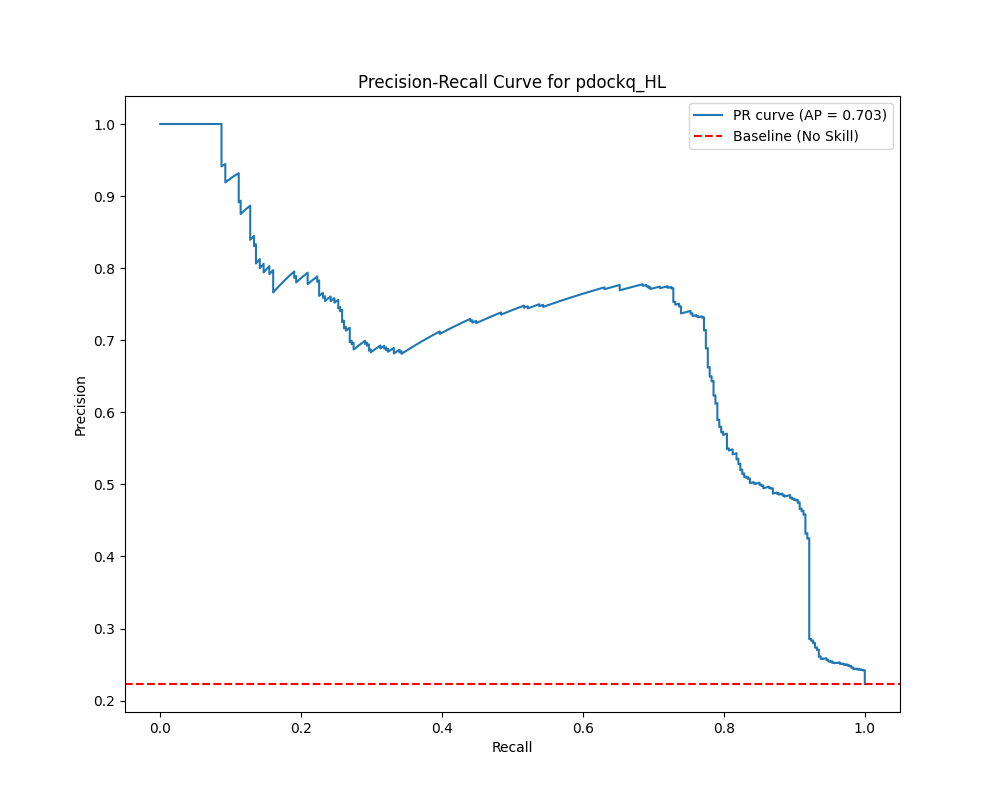 Precision-Recall Curve for pdockq_HL
PR curve (AP = 0.703)
Baseline (No Skill)
Precision
1.0
0.9
0.8
0.7
0.6
0.5
0.4
0.3
0.2
0.0 0.2 0.4 0.6 0.8 1.0
Recall